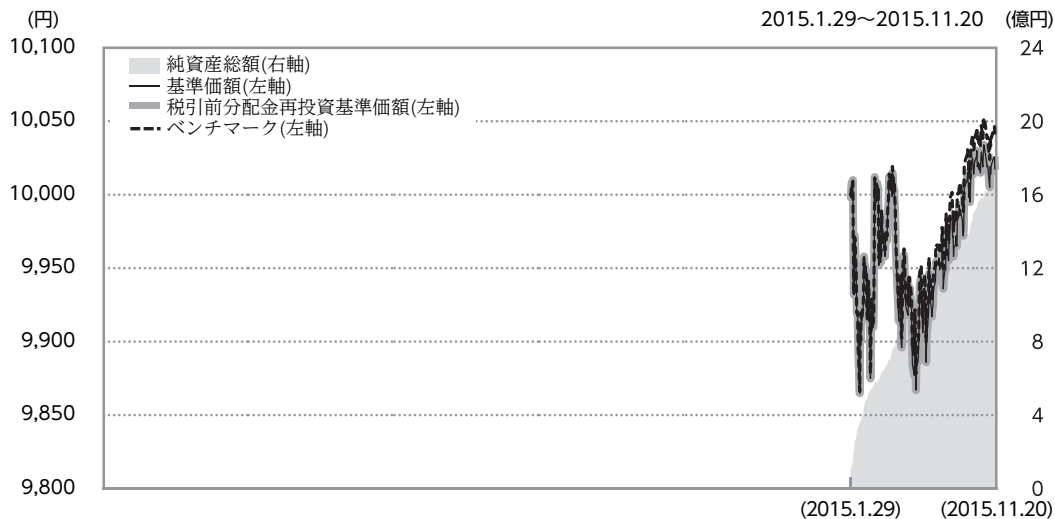 (円)
2015.1.29～2015.11.20 (億円)
純資産総額(右軸)
基準価額(左軸)
税引前分配金再投資基準価額(左軸)
ベンチマーク(左軸)
10,100
10,050
10,000
9,950
9,900
9,850
9,800
24
20
16
12
8
4
0
(2015.1.29) (2015.11.20)